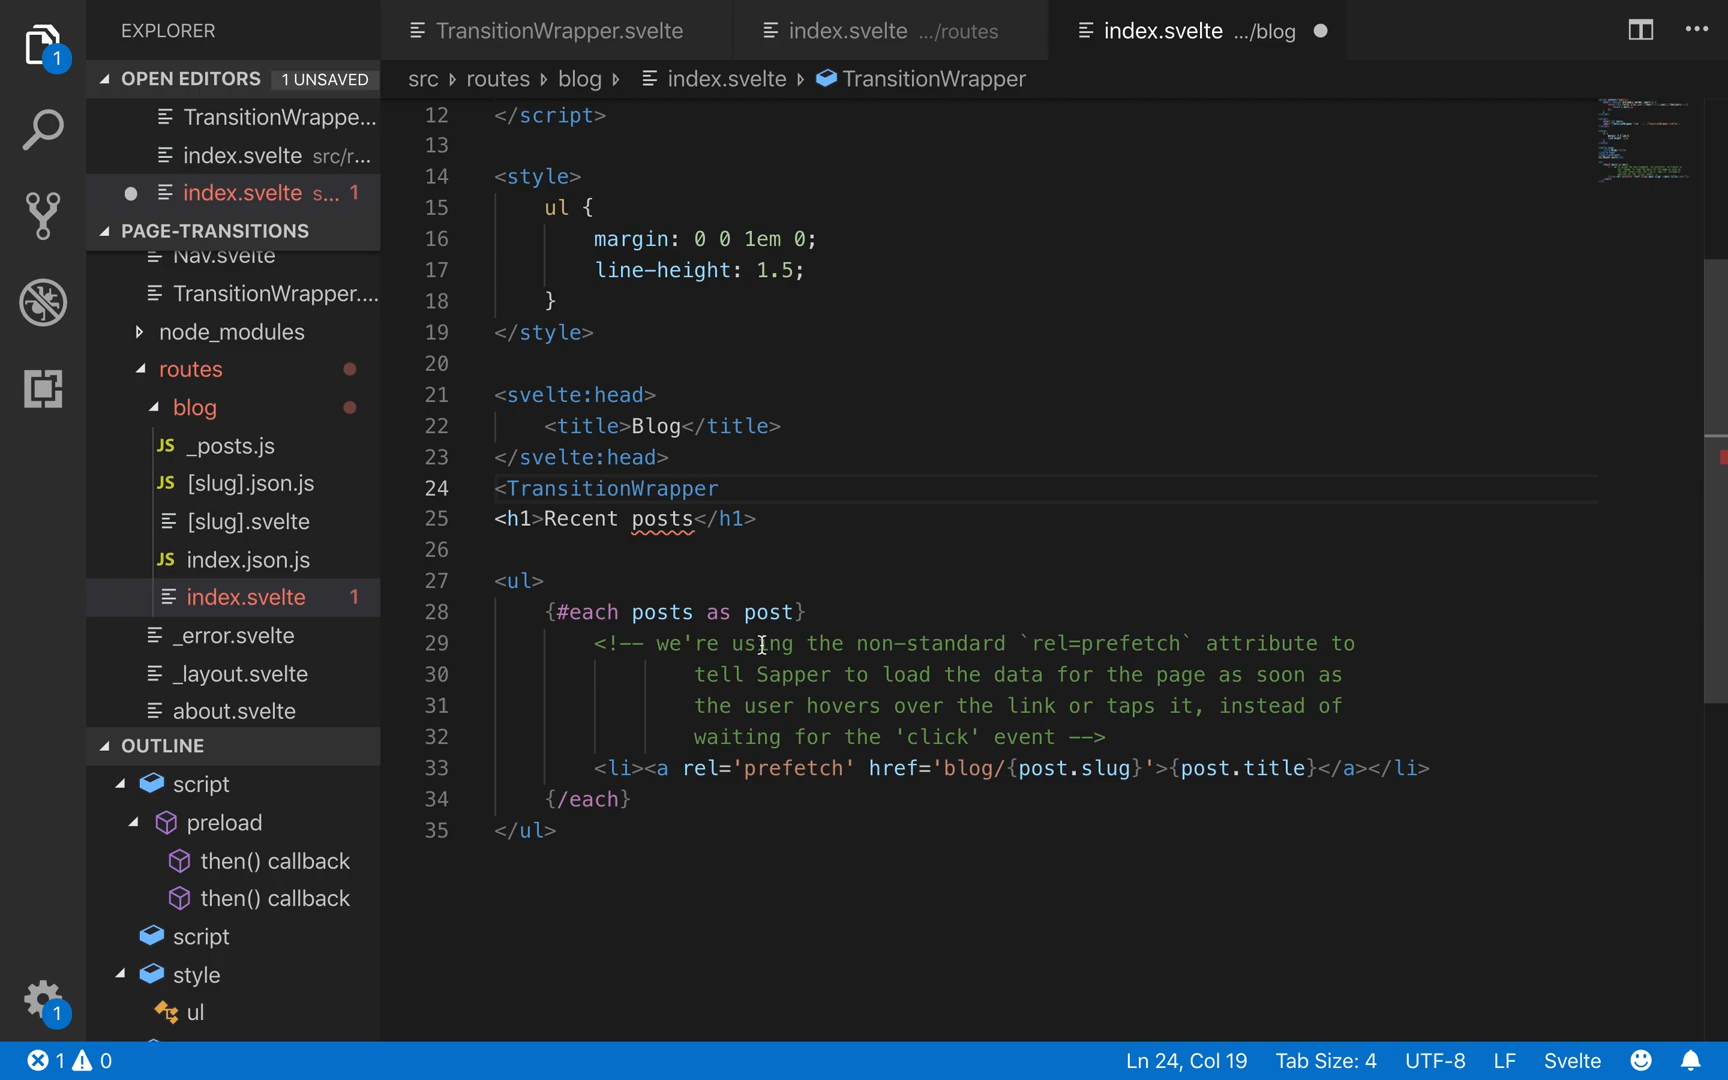 EXPLORER
TransitionWrapper.svelte
index.svelte .../routes
index.svelte .../blog
1
OPEN EDITORS 1 UNSAVED
src routes blog index.svelte TransitionWrapper
TransitionWrappe...
index.svelte src/r...
index.svelte s... 1
PAGE-TRANSITIONS
Nav.svelte
TransitionWrapper....
node_modules
routes
blog
JS _posts.js
JS [slug].json.js
[slug].svelte
JS index.json.js
index.svelte 1
_error.svelte
_layout.svelte
about.svelte
OUTLINE
script
preload
then() callback
then() callback
script
style
ul
1
12 </script>
13
14 <style>
15 ul {
16 margin: 0 0 1em 0;
17 line-height: 1.5;
18 }
19 </style>
20
21 <svelte:head>
22 <title>Blog</title>
23 </svelte:head>
24 <TransitionWrapper
25 <h1>Recent posts</h1>
26
27 <ul>
28 {#each posts as post}
29 <!-- we're using the non-standard `rel=prefetch` attribute to
30 tell Sapper to load the data for the page as soon as
31 the user hovers over the link or taps it, instead of
32 waiting for the 'click' event -->
33 <li><a rel='prefetch' href='blog/{post.slug}'>{post.title}</a></li>
34 {/each}
35 </ul>
1 0
Ln 24, Col 19 Tab Size: 4 UTF-8 LF Svelte